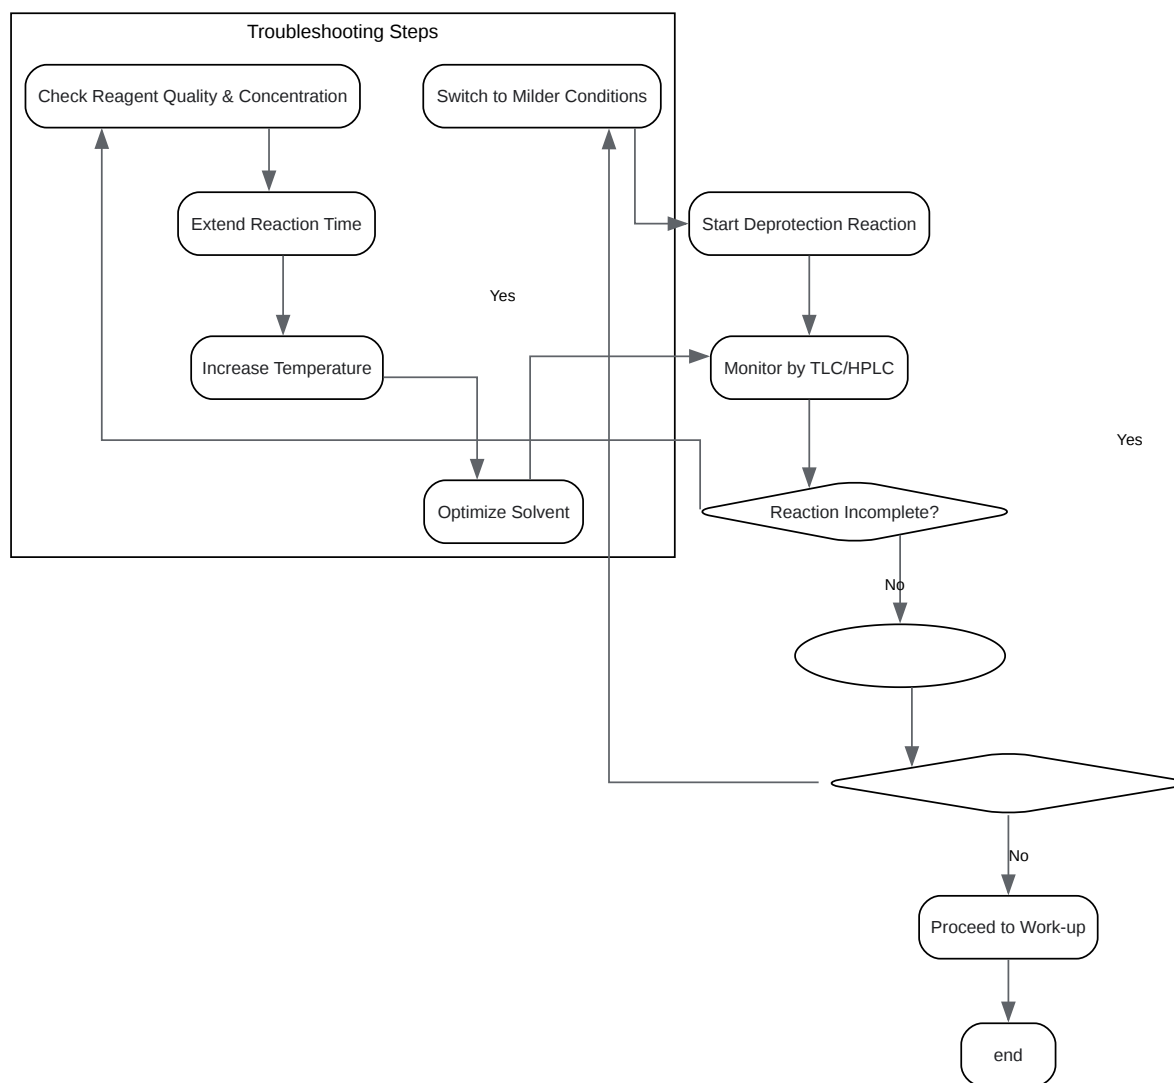 Troubleshooting Steps
Check Reagent Quality & Concentration
Switch to Milder Conditions
Extend Reaction Time
Start Deprotection Reaction
Yes
Increase Temperature
Monitor by TLC/HPLC
Yes
Optimize Solvent
Reaction Incomplete?
No
No
Proceed to Work-up
end